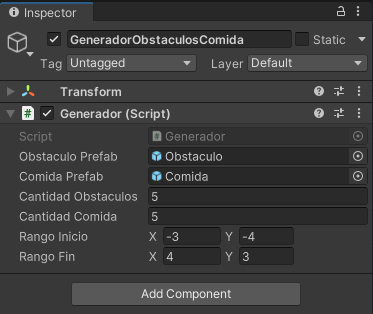 Inspector
GeneradorObstaculosComida Static
Tag Untagged Layer Default
Transform
# Generador (Script)
Script # Generador
Obstaculo Prefab Obstaculo
Comida Prefab Comida
Cantidad Obstaculos 5
Cantidad Comida 5
Rango Inicio X -3 Y -4
Rango Fin X 4 Y 3
Add Component